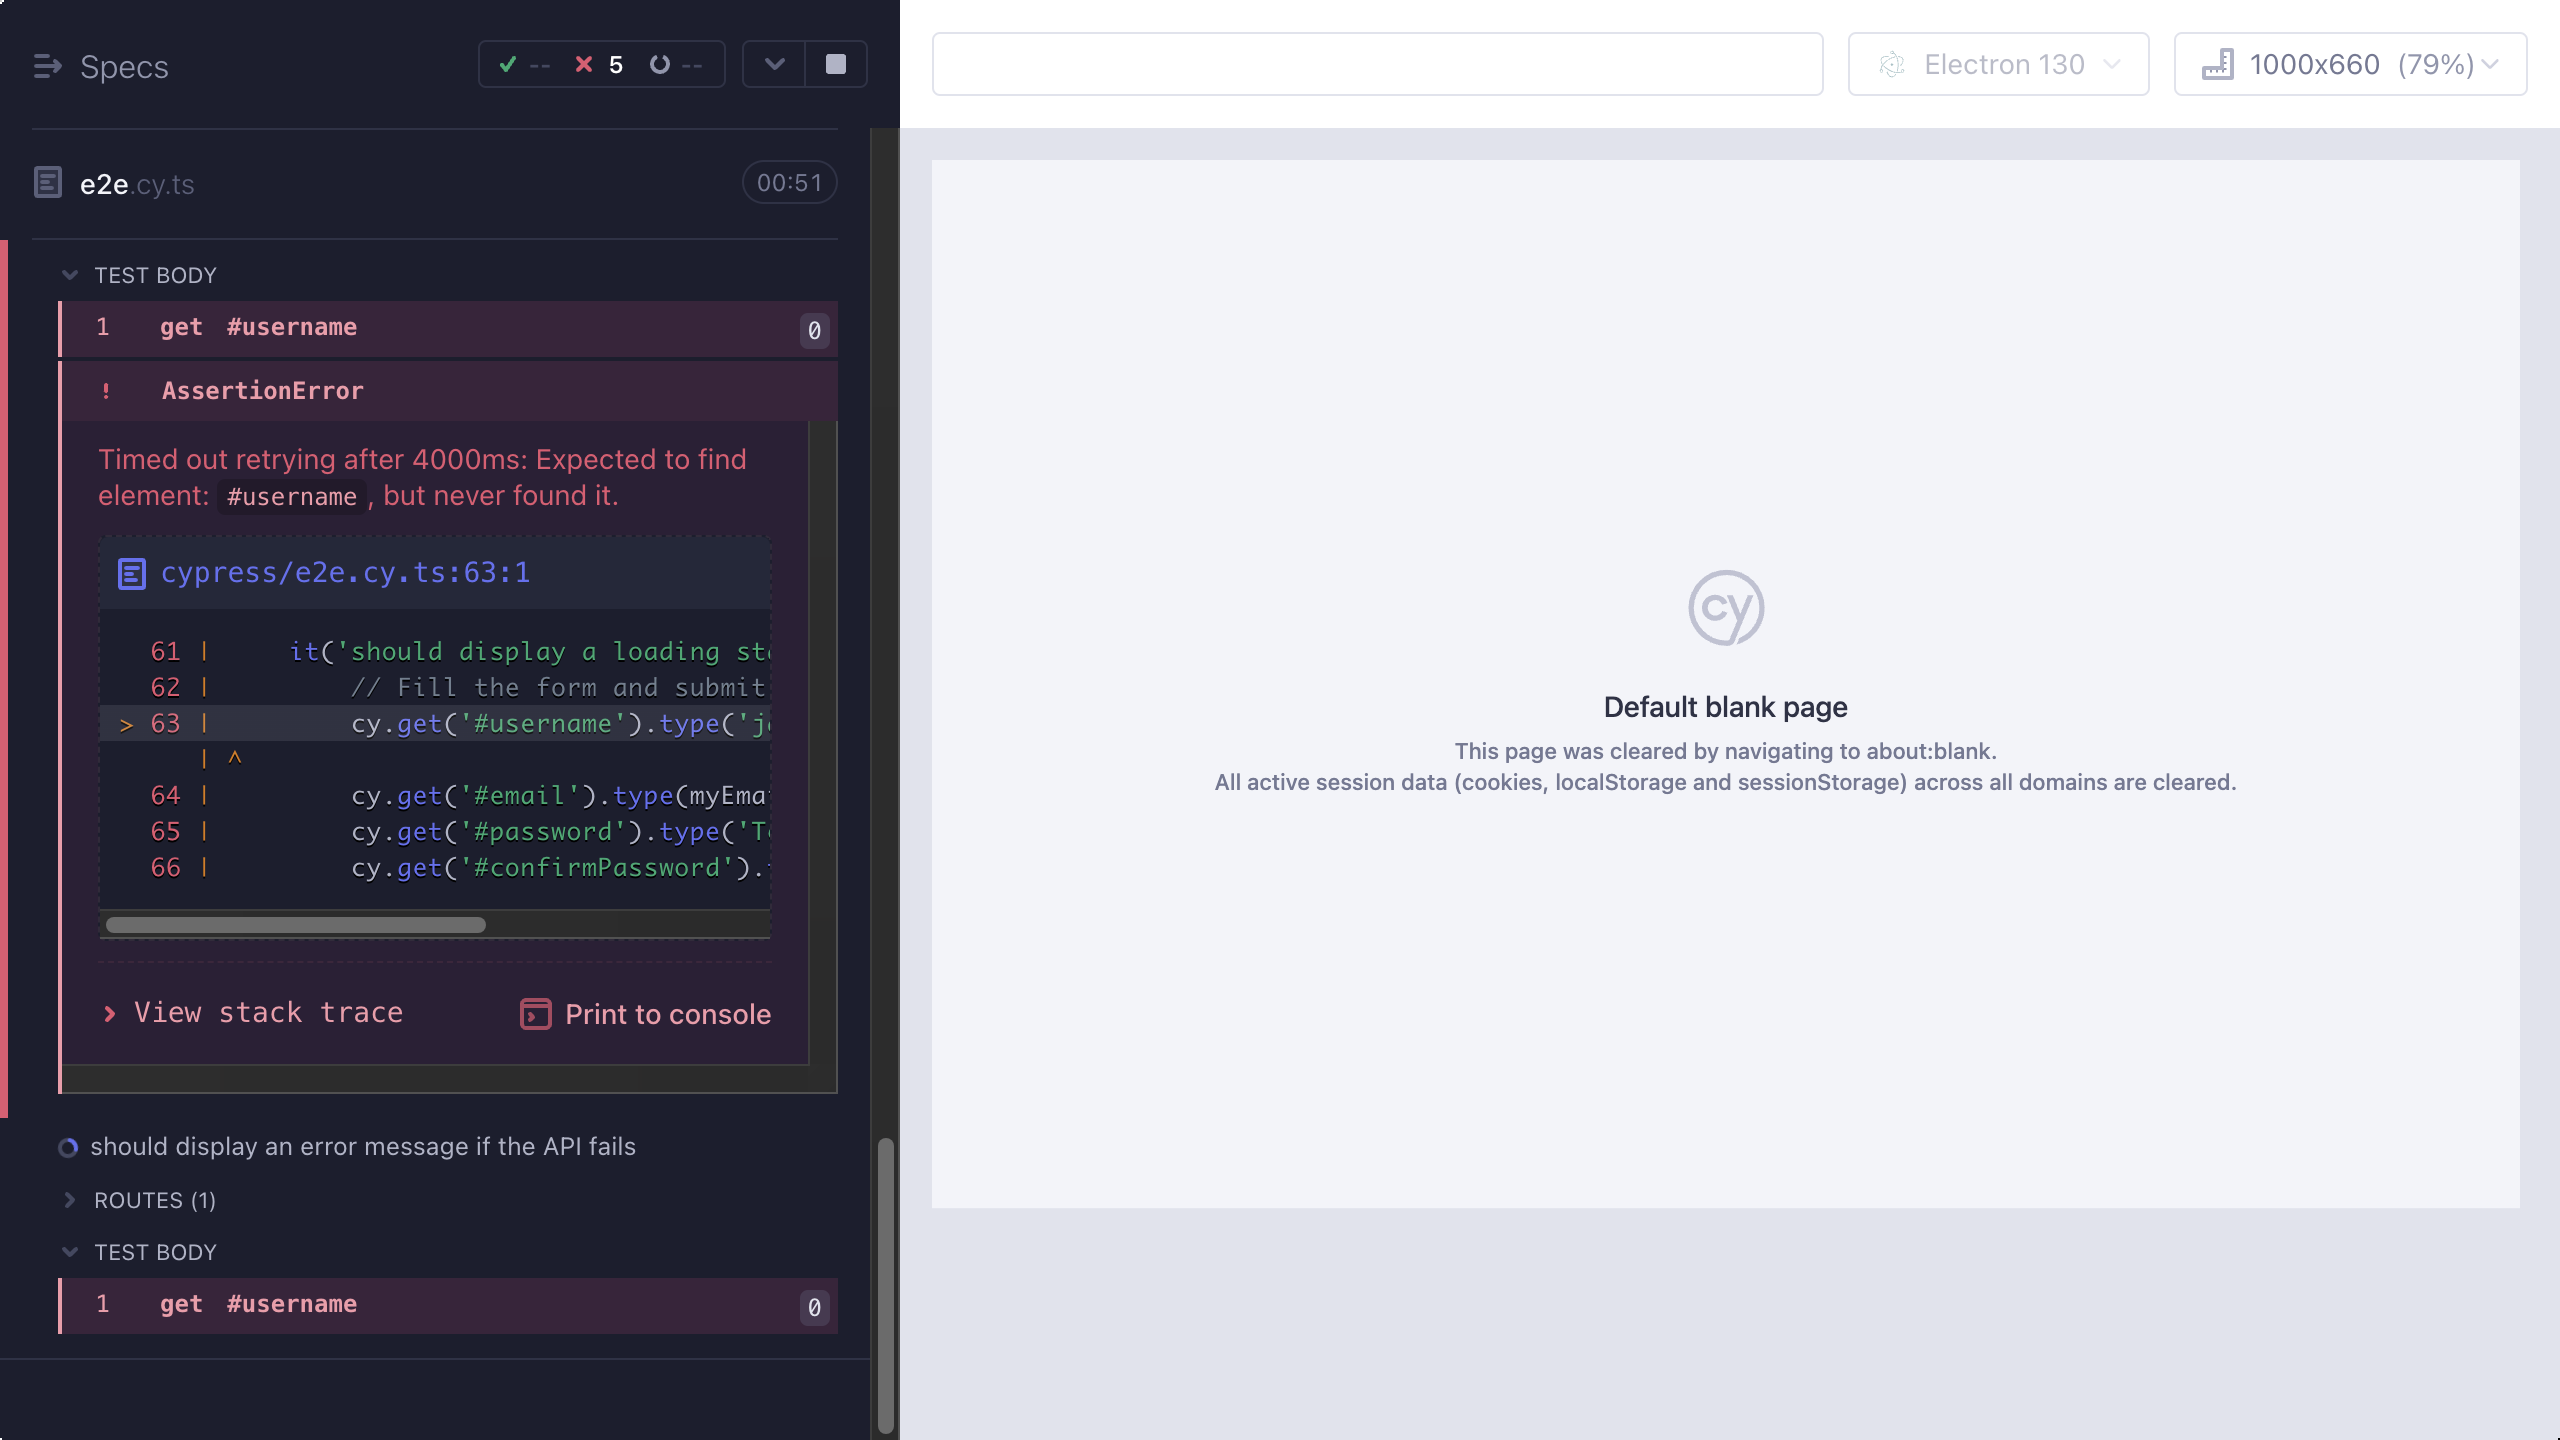 Specs
-- 5 --
Electron 130
1000x660 (79%)
e2e.cy.ts
00:51
TEST BODY
1 get #username 0
! AssertionError
Timed out retrying after 4000ms: Expected to find
element: #username, but never found it.
cypress/e2e.cy.ts:63:1
61 | it('should display a loading
62 | // Fill the form and submit
> 63 | cy.get('#username').type('
| ^
64 | cy.get('#email').type(
65 | cy.get('#password').type('
66 | cy.get('#confirmPassword').
View stack trace
Print to console
should display an error message if the API fails
ROUTES (1)
TEST BODY
1 get #username 0
cy
Default blank page
This page was cleared by navigating to about:blank.
All active session data (cookies, localStorage and sessionStorage) across all domains are cleared.